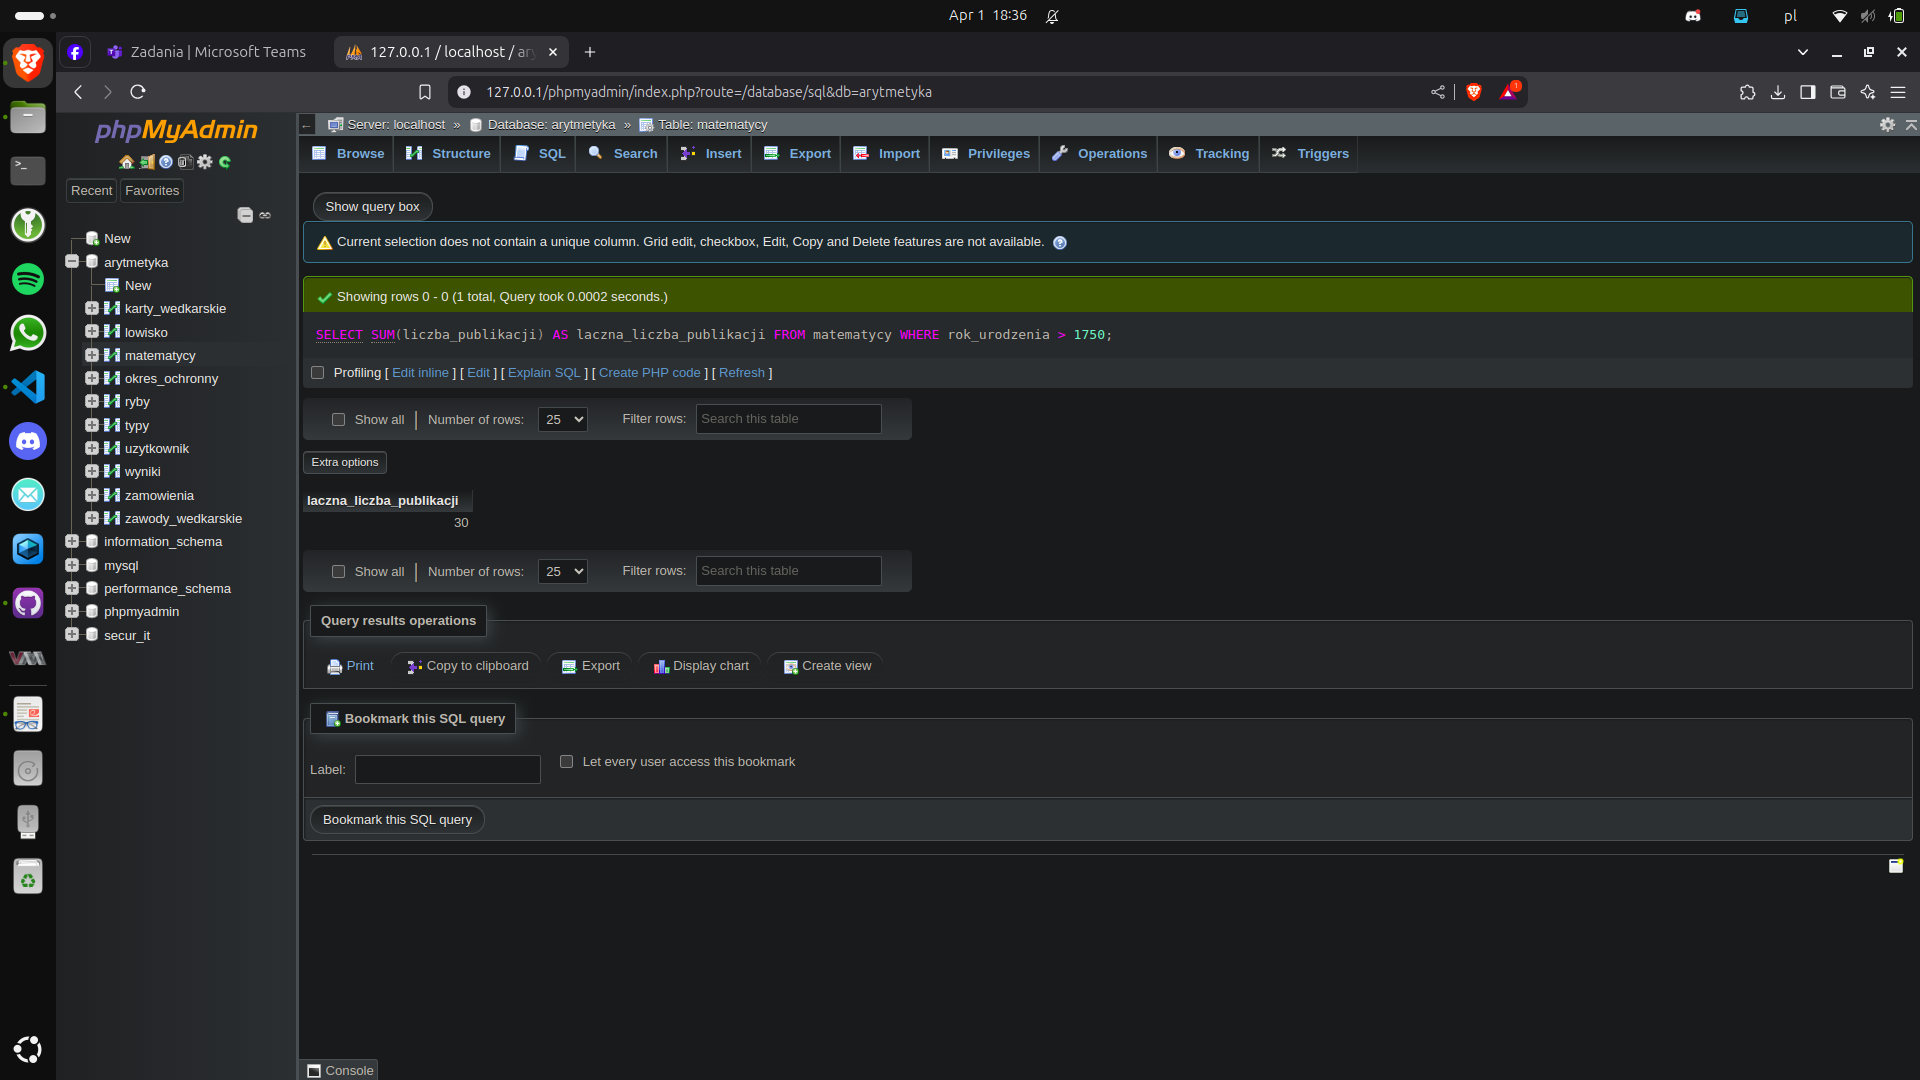 Apr 1 18:36
pl
Zadania | Microsoft Teams
127.0.0.1 / localhost / ary
127.0.0.1/phpmyadmin/index.php?route=/database/sql&db=arytmetyka
1
phpMyAdmin
Recent
Favorites
New
arytmetyka
New
karty_wedkarskie
lowisko
matematycy
okres_ochronny
ryby
typy
uzytkownik
wyniki
zamowienia
zawody_wedkarskie
information_schema
mysql
performance_schema
phpmyadmin
secur_it
Server: localhost » Database: arytmetyka » Table: matematycy
Browse Structure SQL Search Insert Export Import Privileges Operations Tracking Triggers
Show query box
Current selection does not contain a unique column. Grid edit, checkbox, Edit, Copy and Delete features are not available.
Showing rows 0 - 0 (1 total, Query took 0.0002 seconds.)
SELECT SUM(liczba_publikacji) AS laczna_liczba_publikacji FROM matematycy WHERE rok_urodzenia > 1750;
Profiling [ Edit inline ] [ Edit ] [ Explain SQL ] [ Create PHP code ] [ Refresh ]
Show all | Number of rows: 25 Filter rows: Search this table
Extra options
laczna_liczba_publikacji
30
Show all | Number of rows: 25 Filter rows: Search this table
Query results operations
Print Copy to clipboard Export Display chart Create view
Bookmark this SQL query
Label: Let every user access this bookmark
Bookmark this SQL query
Console